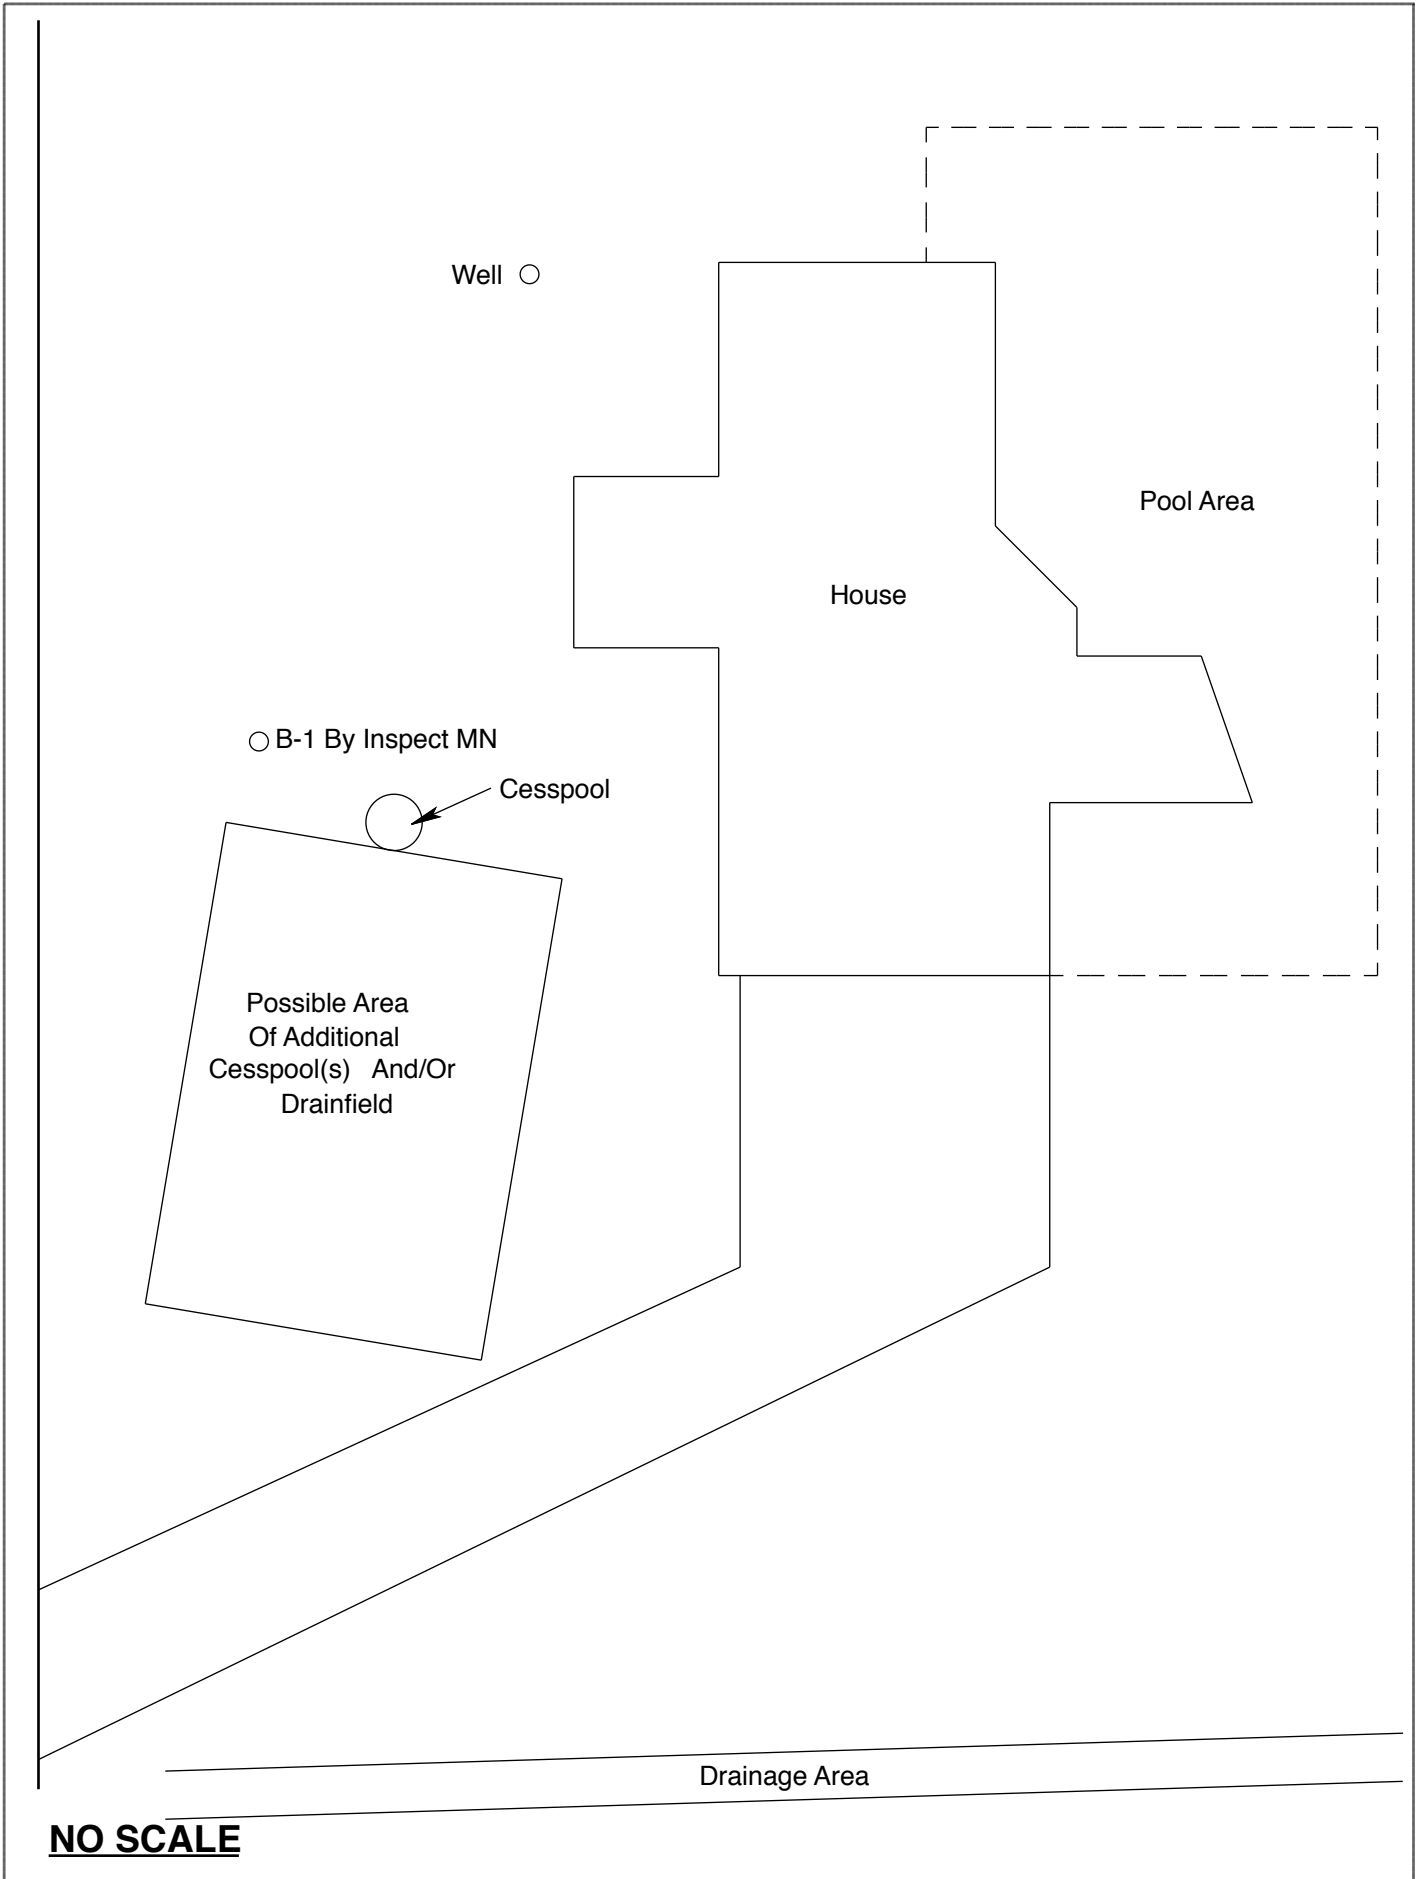 Well
Pool Area
House
B-1 By Inspect MN
Cesspool
Possible Area
Of Additional
Cesspool(s) And/Or
Drainfield
Drainage Area
NO SCALE